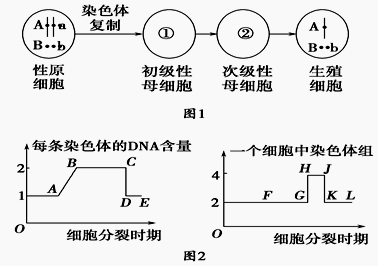 染色体
复制
A a
B b
①
②
A
B b
性原
细胞
初级性
母细胞
次级性
母细胞
生殖
细胞
图1
每条染色体的DNA含量
2
1
A
B
C
D
E
O
细胞分裂时期
一个细胞中染色体组
4
2
F
G
H
J
K
L
O
细胞分裂时期
图2